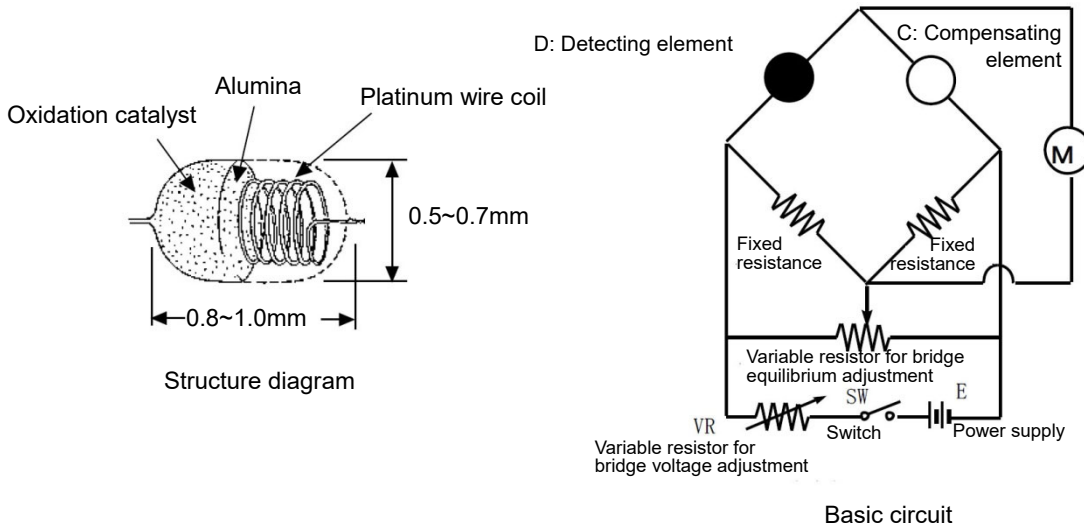 Oxidation catalyst
Alumina
Platinum wire coil
0.5~0.7mm
0.8~1.0mm
Structure diagram
D: Detecting element
C: Compensating
element
M
Fixed
resistance
Fixed
resistance
Variable resistor for bridge
equilibrium adjustment
VR
SW
E
Switch
Power supply
Variable resistor for
bridge voltage adjustment
Basic circuit